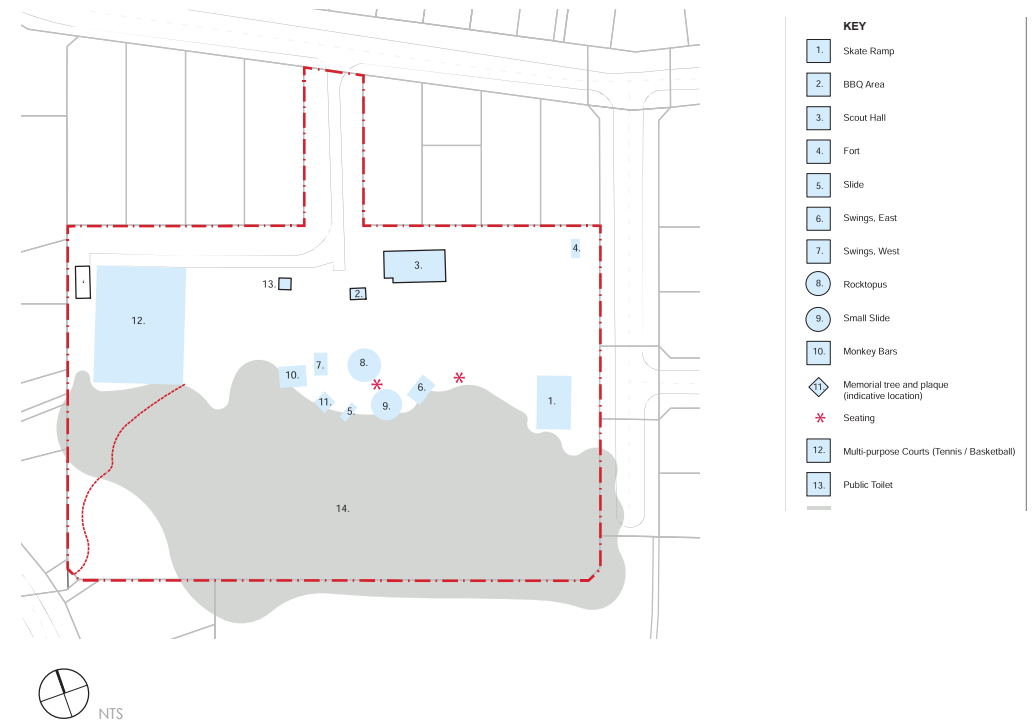 KEY
1. Skate Ramp
2. BBQ Area
3. Scout Hall
4. Fort
5. Slide
6. Swings, East
7. Swings, West
8. Rocktopus
9. Small Slide
10. Monkey Bars
11. Memorial tree and plaque
(indicative location)
Seating
12. Multi-purpose Courts (Tennis / Basketball)
13. Public Toilet
4.
3.
13.
2.
12.
8.
7.
10.
6.
11.
9.
5.
1.
14.
NTS